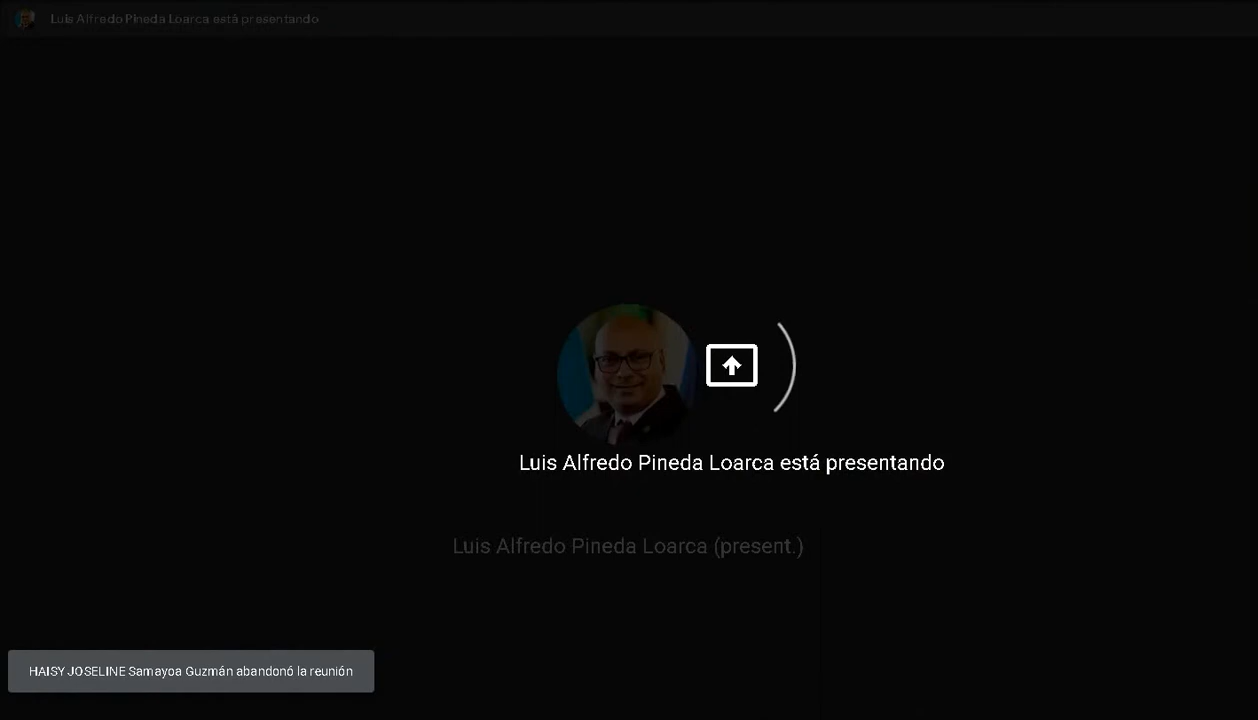 Luis Alfredo Pineda Loarca está presentando
Luis Alfredo Pineda Loarca está presentando
Luis Alfredo Pineda Loarca (present.)
HAISY JOSELINE Samayoa Guzmán abandonó la reunión